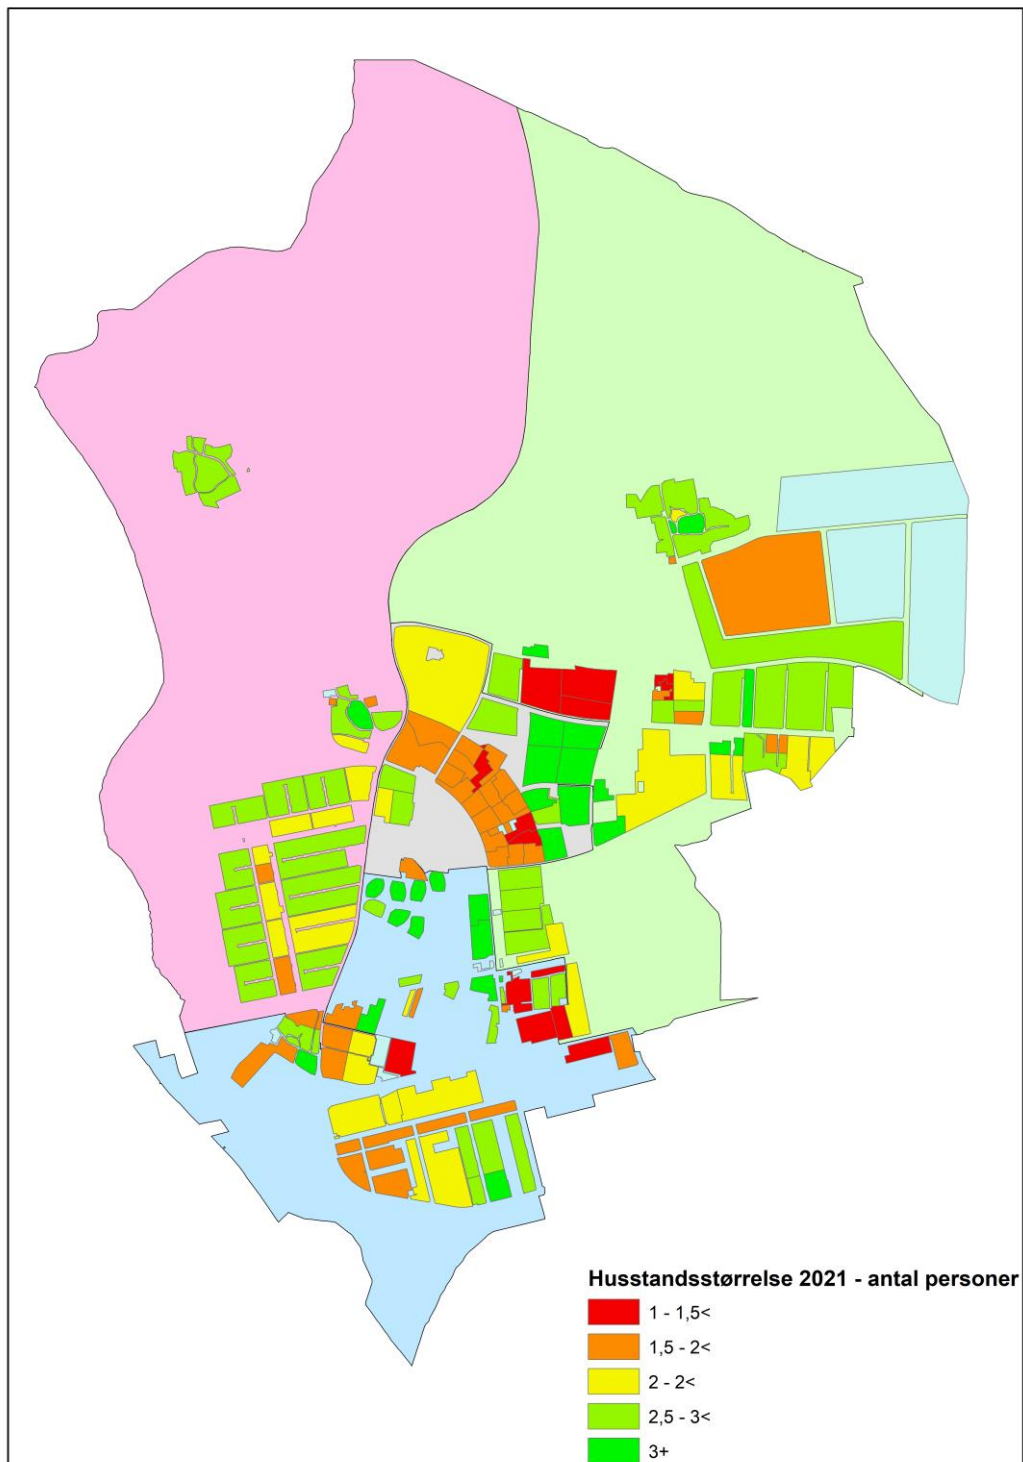 Husstandsstørrelse 2021 - antal personer
1 - 1,5<
1,5 - 2<
2 - 2<
2,5 - 3<
3+